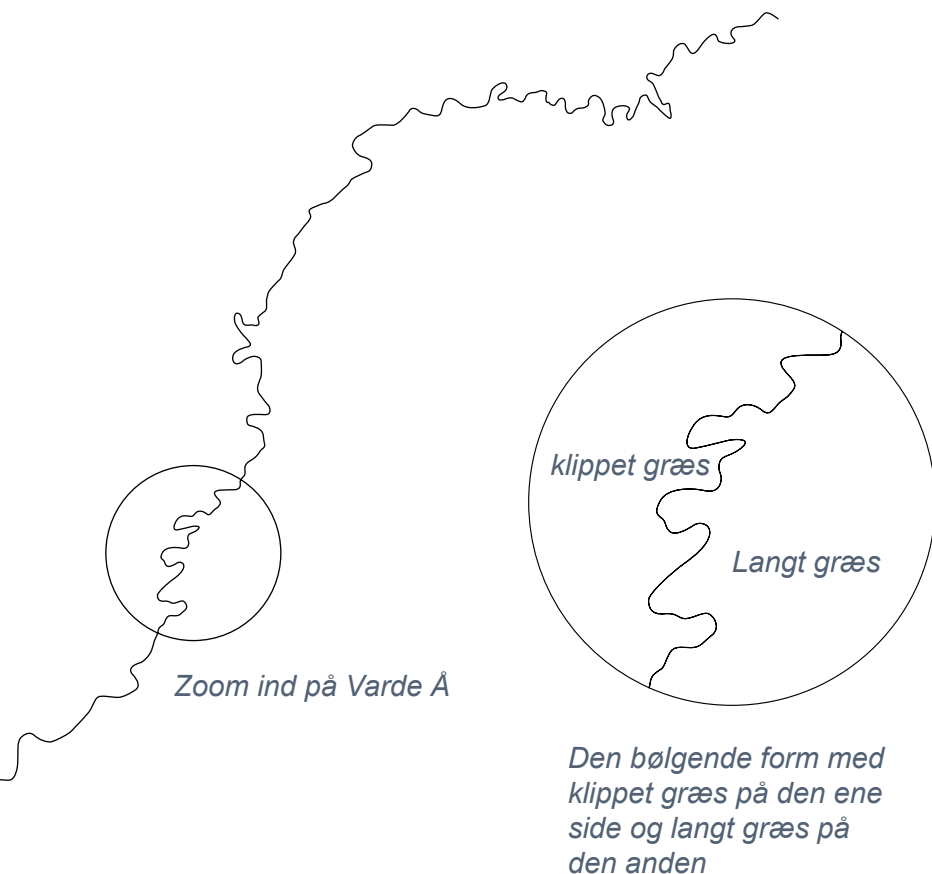 klippet græs
Langt græs
Zoom ind på Varde Å
Den bølgende form med
klippet græs på den ene
side og langt græs på
den anden